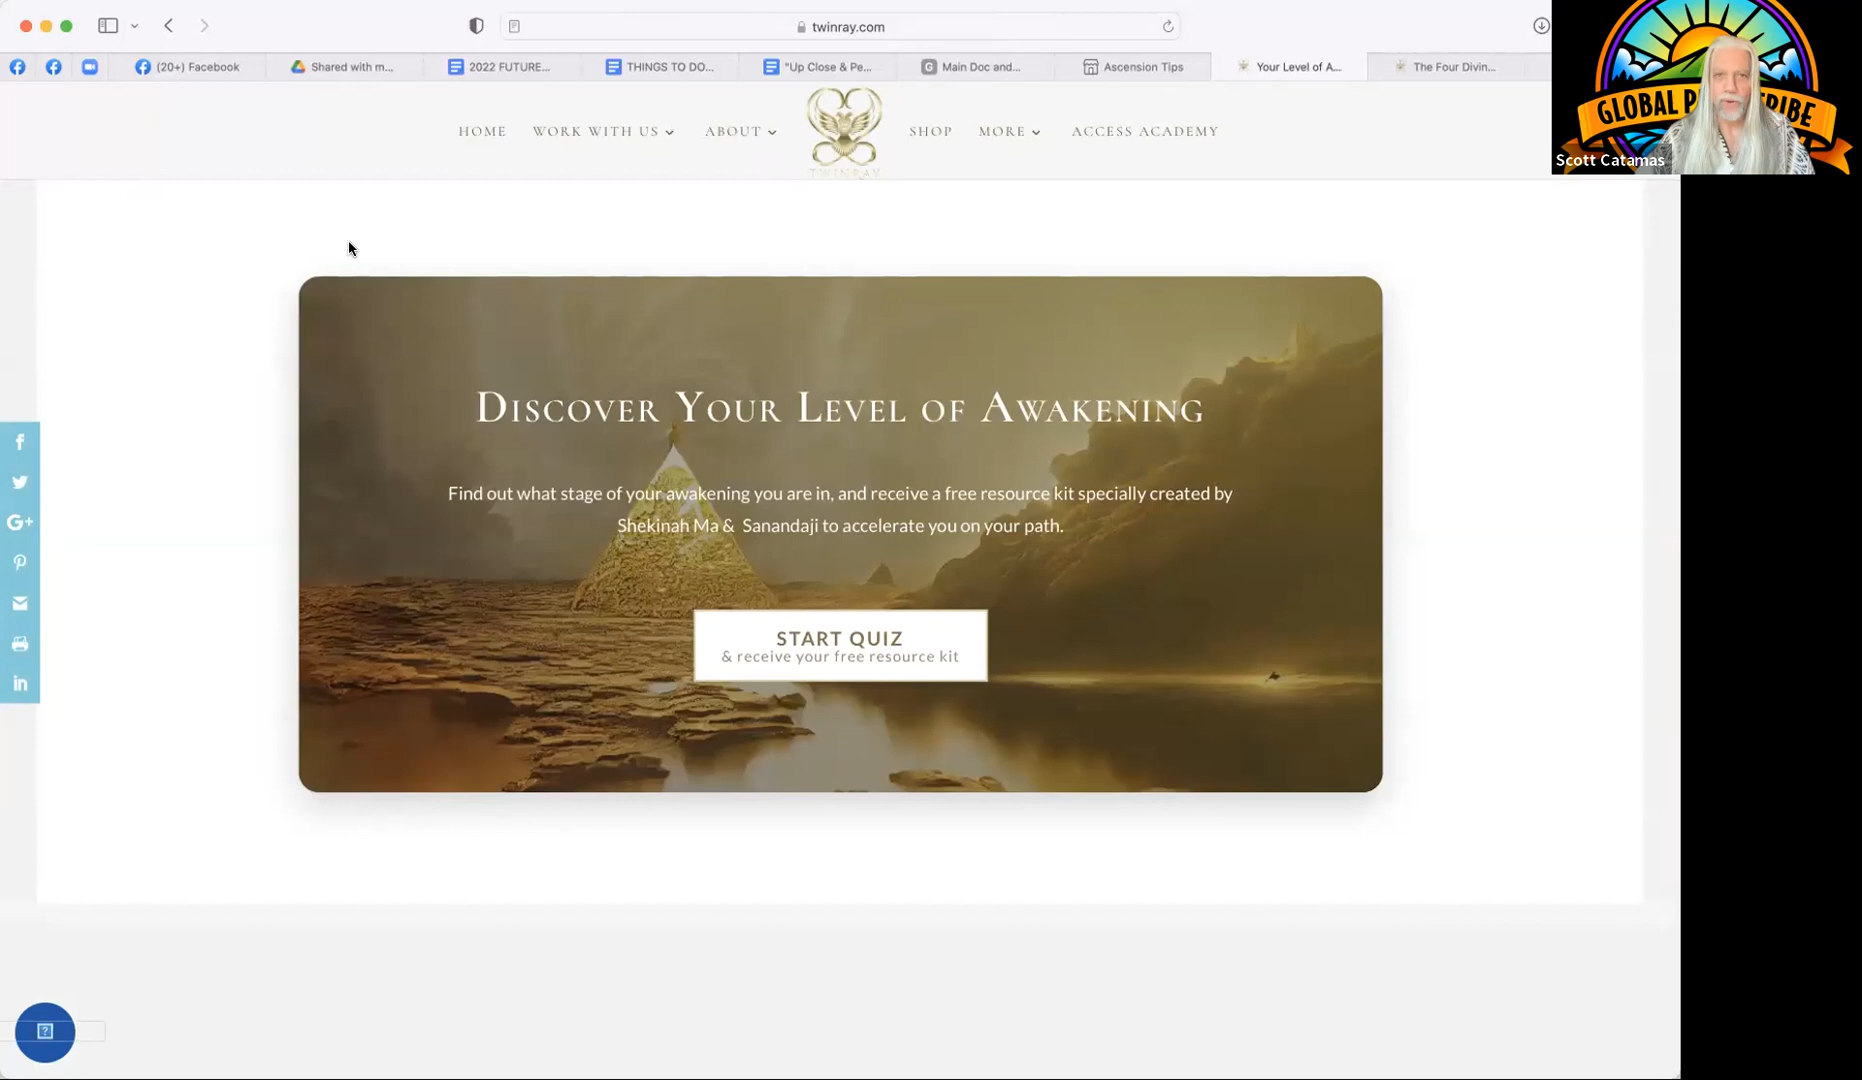 twinray.com
(20+) Facebook
Shared with m...
2022 FUTURE...
THINGS TO DO...
"Up Close & Pe...
Main Doc and...
Ascension Tips
Your Level of A...
The Four Divin...
HOME
WORK WITH US
ABOUT
TWINRAY
SHOP
MORE
ACCESS ACADEMY
GLOBAL
Scott Catamas
Discover Your Level of Awakening
Find out what stage of your awakening you are in, and receive a free resource kit specially created by
Shekinah Ma & Sanandaji to accelerate you on your path.
START QUIZ
& receive your free resource kit